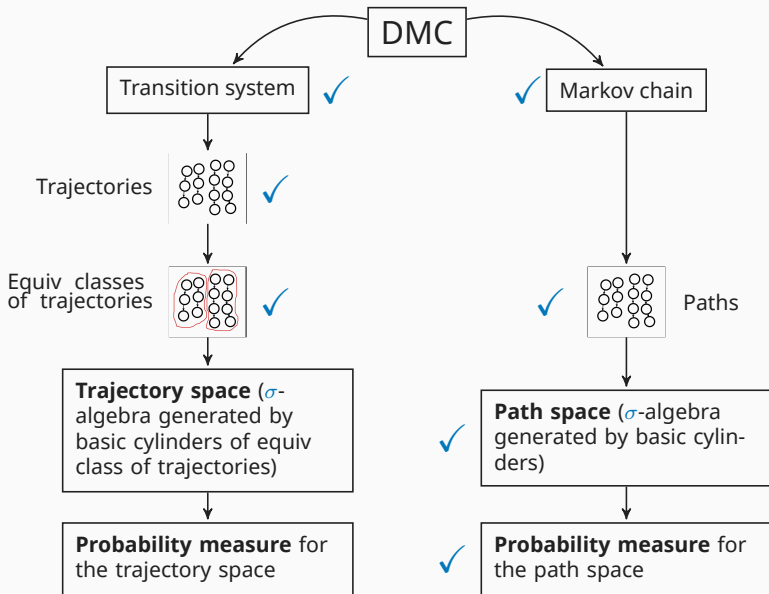 DMC
Transition system
Markov chain
Trajectories
Equiv classes
of trajectories
Paths
Trajectory space (σ-
algebra generated by
basic cylinders of equiv
class of trajectories)
Path space (σ-algebra
generated by basic cylin-
ders)
Probability measure for
the trajectory space
Probability measure for
the path space